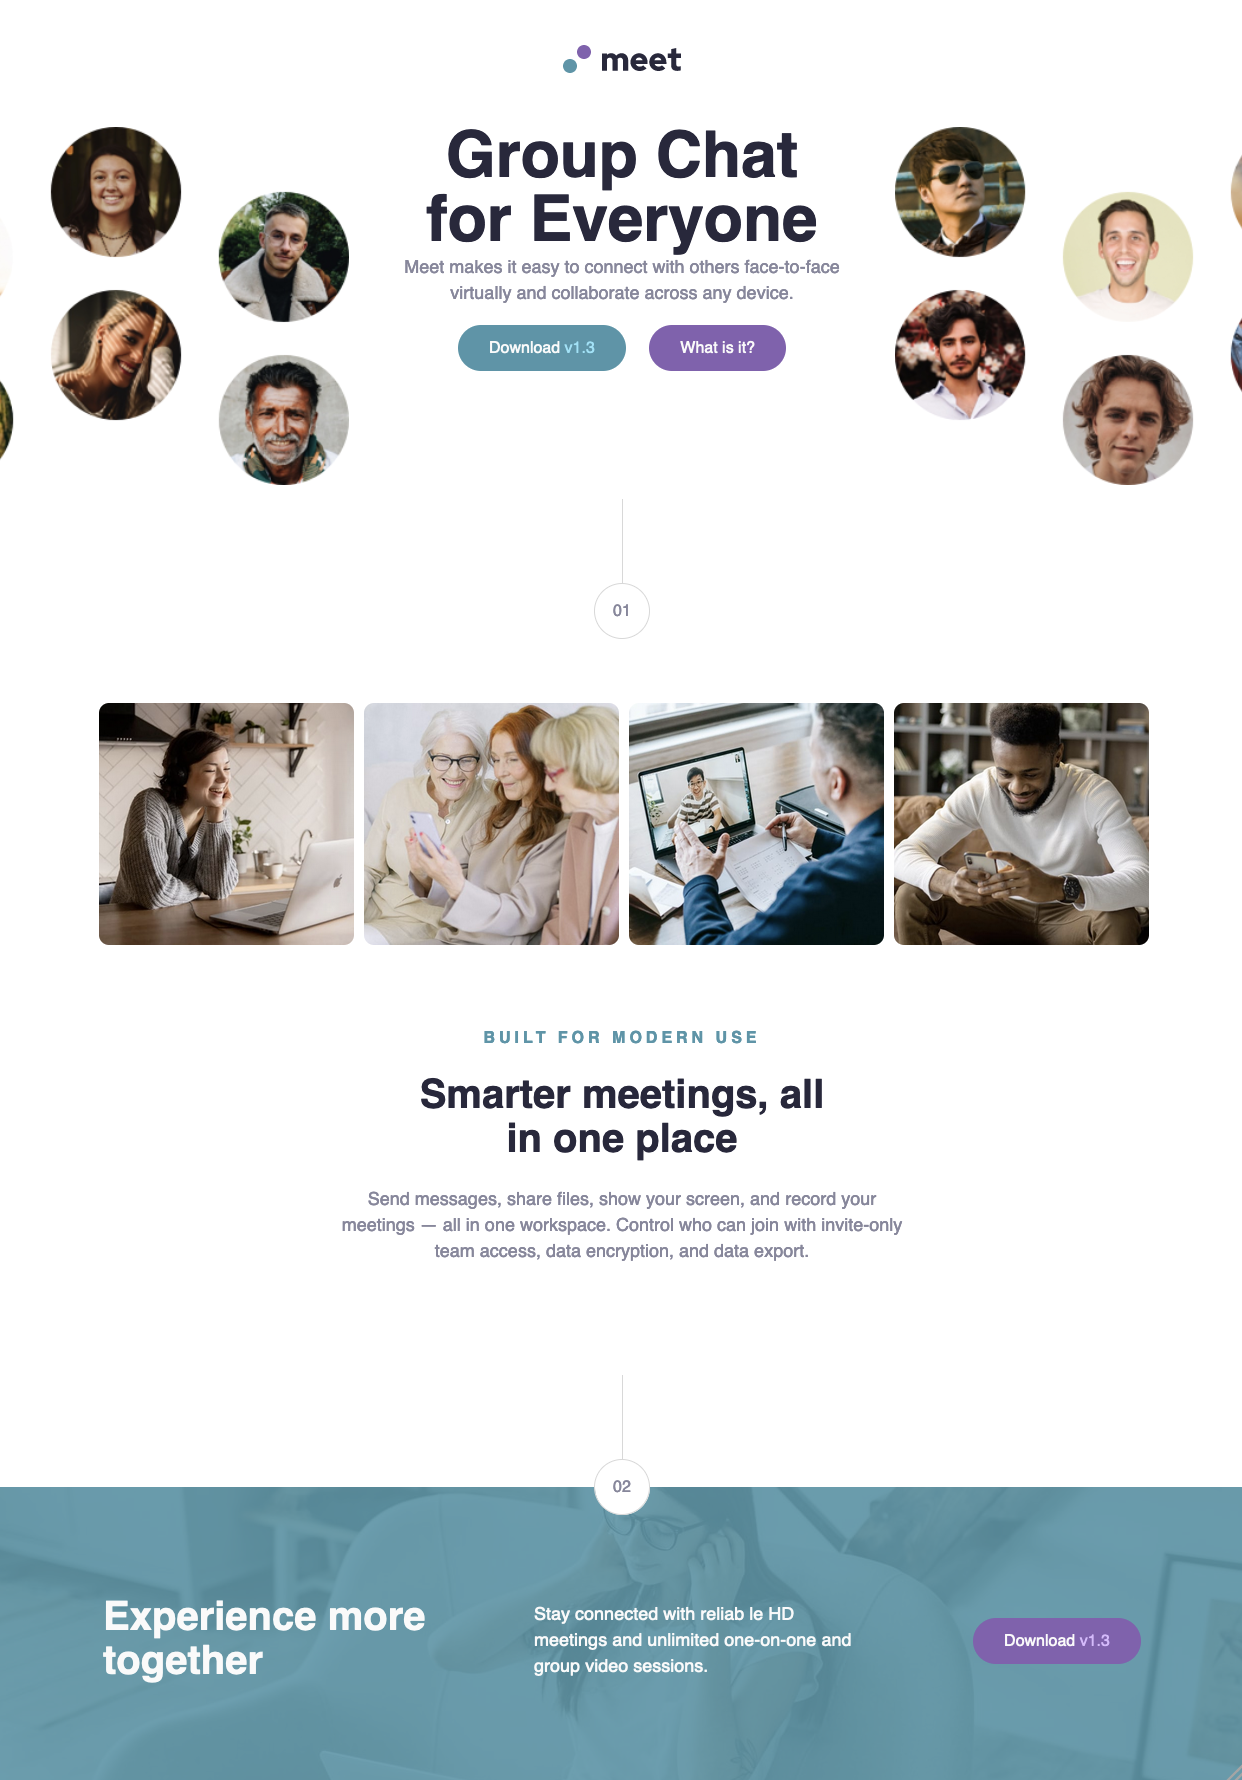 meet
Group Chat
for Everyone
Meet makes it easy to connect with others face-to-face
virtually and collaborate across any device.
Download v1.3
What is it?
01
BUILT FOR MODERN USE
Smarter meetings, all
in one place
Send messages, share files, show your screen, and record your
meetings — all in one workspace. Control who can join with invite-only
team access, data encryption, and data export.
02
Experience more
together
Stay connected with reliab le HD
meetings and unlimited one-on-one and
group video sessions.
Download v1.3